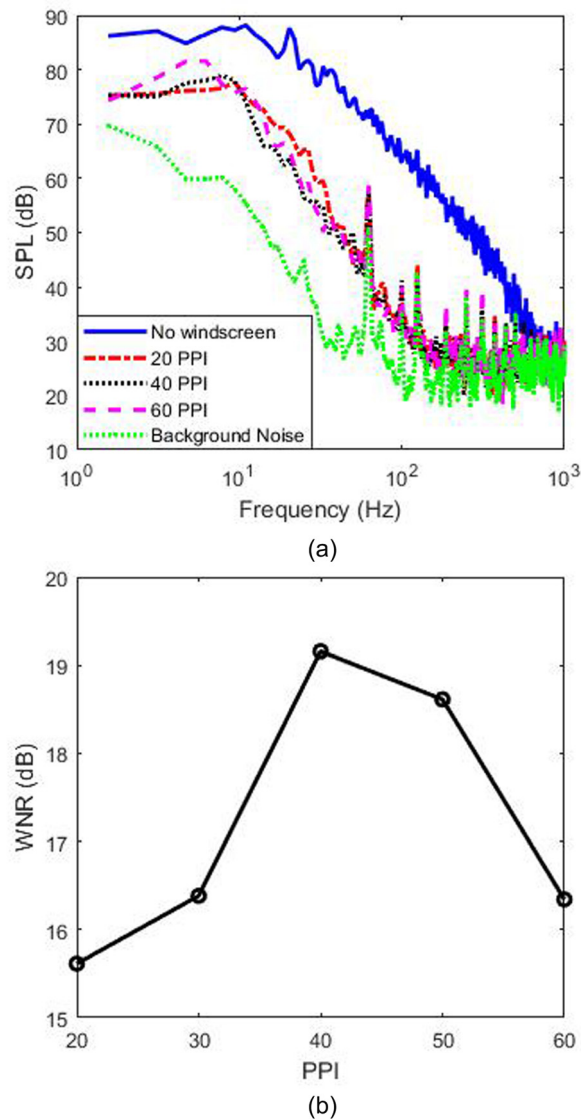 90
80
70
60
50
40
30
20
10
SPL (dB)
No windscreen
20 PPI
40 PPI
60 PPI
Background Noise
10^0
10^1
10^2
10^3
Frequency (Hz)
(a)
20
19
18
17
16
15
WNR (dB)
20
30
40
50
60
PPI
(b)